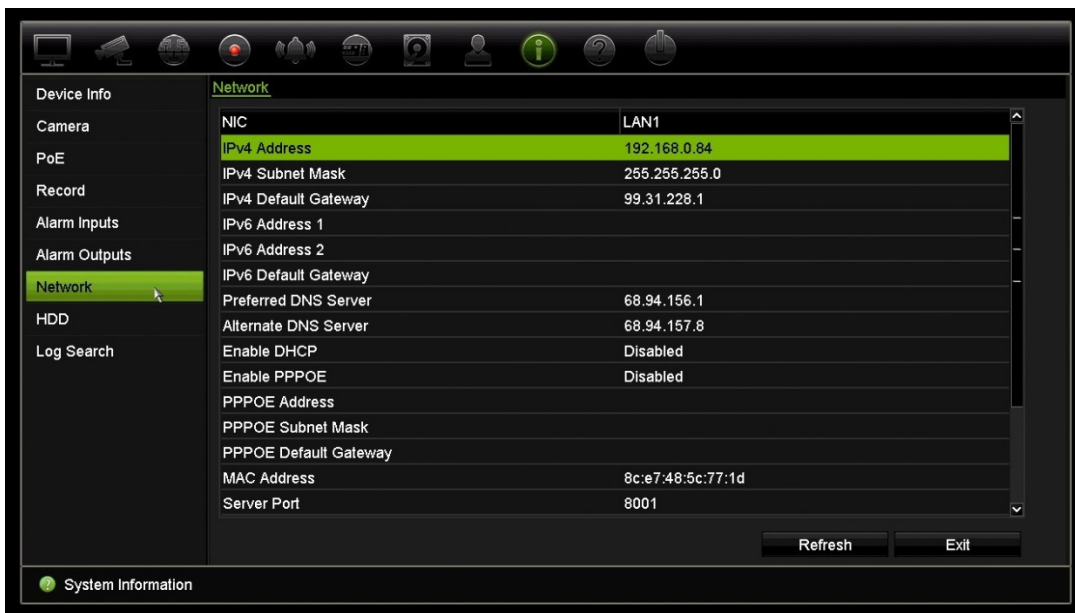 Device Info
Camera
PoE
Record
Alarm Inputs
Alarm Outputs
Network
HDD
Log Search
Network
NIC LAN1
IPv4 Address 192.168.0.84
IPv4 Subnet Mask 255.255.255.0
IPv4 Default Gateway 99.31.228.1
IPv6 Address 1
IPv6 Address 2
IPv6 Default Gateway
Preferred DNS Server 68.94.156.1
Alternate DNS Server 68.94.157.8
Enable DHCP Disabled
Enable PPPOE Disabled
PPPOE Address
PPPOE Subnet Mask
PPPOE Default Gateway
MAC Address 8c:e7:48:5c:77:1d
Server Port 8001
Refresh Exit
System Information